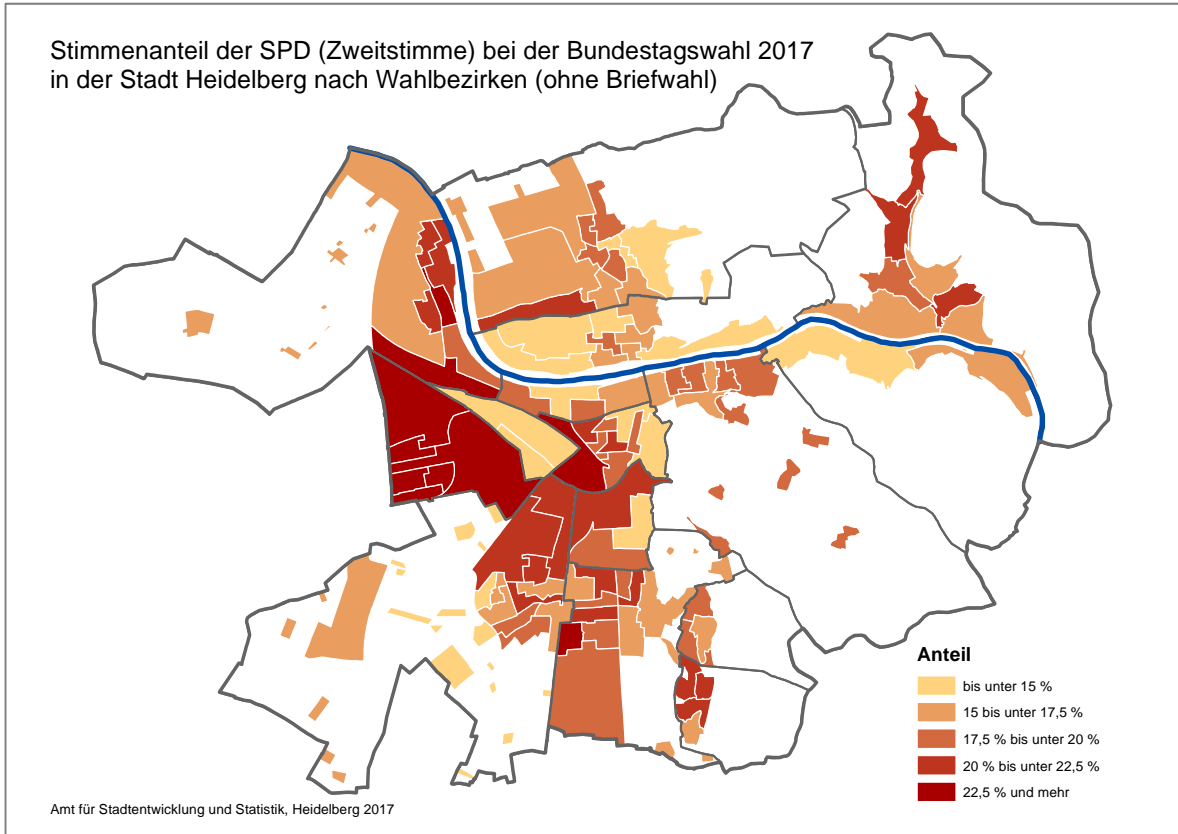 Stimmenanteil der SPD (Zweitstimme) bei der Bundestagswahl 2017
in der Stadt Heidelberg nach Wahlbezirken (ohne Briefwahl)
Anteil
bis unter 15 %
15 bis unter 17,5 %
17,5 % bis unter 20 %
20 % bis unter 22,5 %
22,5 % und mehr
Amt für Stadtentwicklung und Statistik, Heidelberg 2017